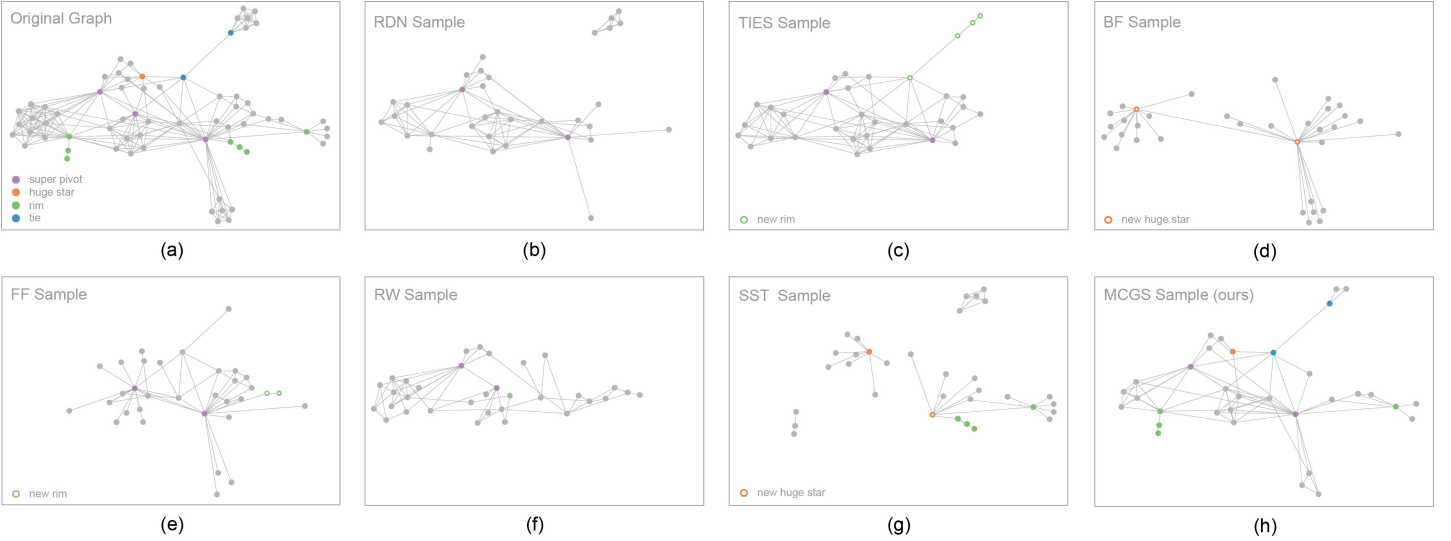 Original Graph
super pivot
huge star
rim
tie
(a)
RDN Sample
(b)
TIES Sample
new rim
(c)
BF Sample
new huge star
(d)
FF Sample
new rim
(e)
RW Sample
(f)
SST Sample
new huge star
(g)
MCGS Sample (ours)
(h)